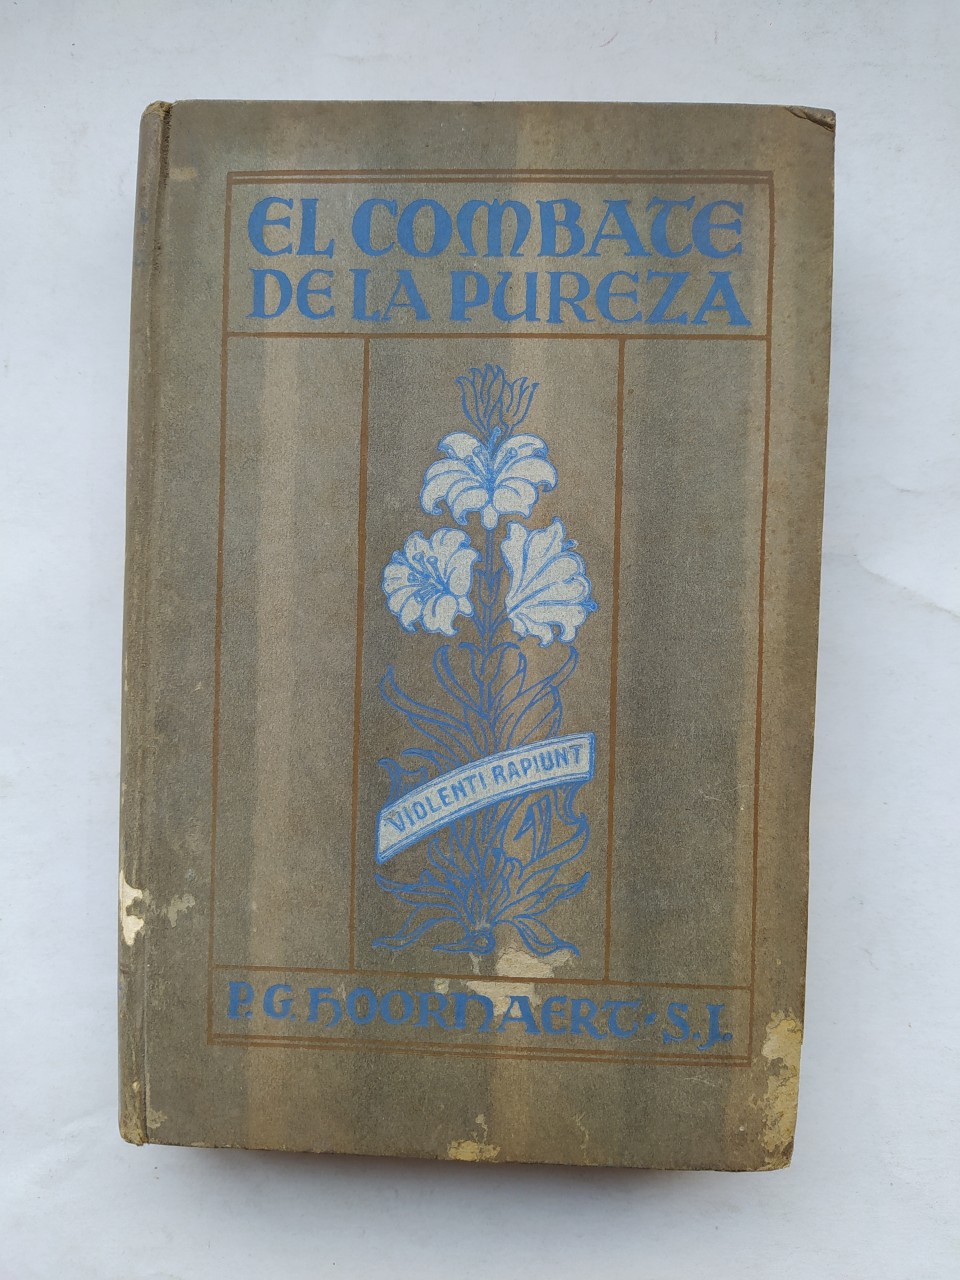 EL COMBATE
DE LA PUREZA
VIOLENTI RAPIUNT
P. G. HOORNAERT · S.J.